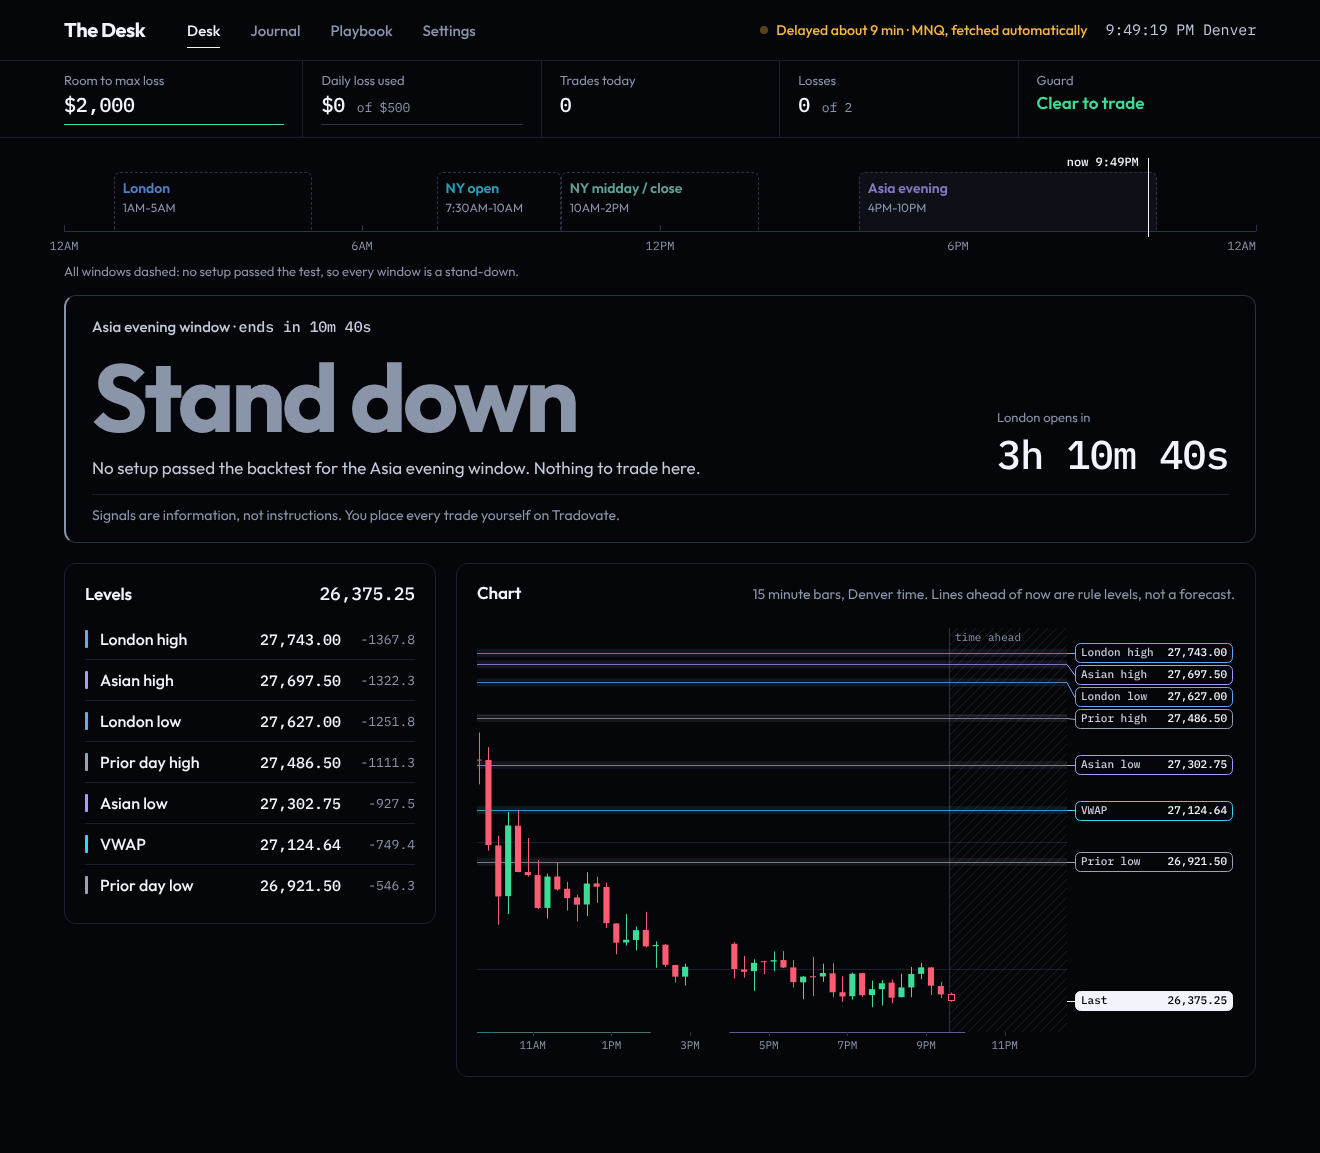 The Desk Desk Journal Playbook Settings Delayed about 9 min · MNQ, fetched automatically 9:49:19 PM Denver
Room to max loss Daily loss used Trades today Losses Guard
$2,000 $0 of $500 0 0 of 2 Clear to trade
now 9:49PM
London NY open NY midday / close Asia evening
1AM-5AM 7:30AM-10AM 10AM-2PM 4PM-10PM
12AM 6AM 12PM 6PM 12AM
All windows dashed: no setup passed the test, so every window is a stand-down.
Asia evening window · ends in 10m 40s
Stand down
No setup passed the backtest for the Asia evening window. Nothing to trade here.
London opens in
3h 10m 40s
Signals are information, not instructions. You place every trade yourself on Tradovate.
Levels 26,375.25
London high 27,743.00 -1367.8
Asian high 27,697.50 -1322.3
London low 27,627.00 -1251.8
Prior day high 27,486.50 -1111.3
Asian low 27,302.75 -927.5
VWAP 27,124.64 -749.4
Prior day low 26,921.50 -546.3
Chart 15 minute bars, Denver time. Lines ahead of now are rule levels, not a forecast.
time ahead
London high 27,743.00
Asian high 27,697.50
London low 27,627.00
Prior high 27,486.50
Asian low 27,302.75
VWAP 27,124.64
Prior low 26,921.50
Last 26,375.25
11AM 1PM 3PM 5PM 7PM 9PM 11PM